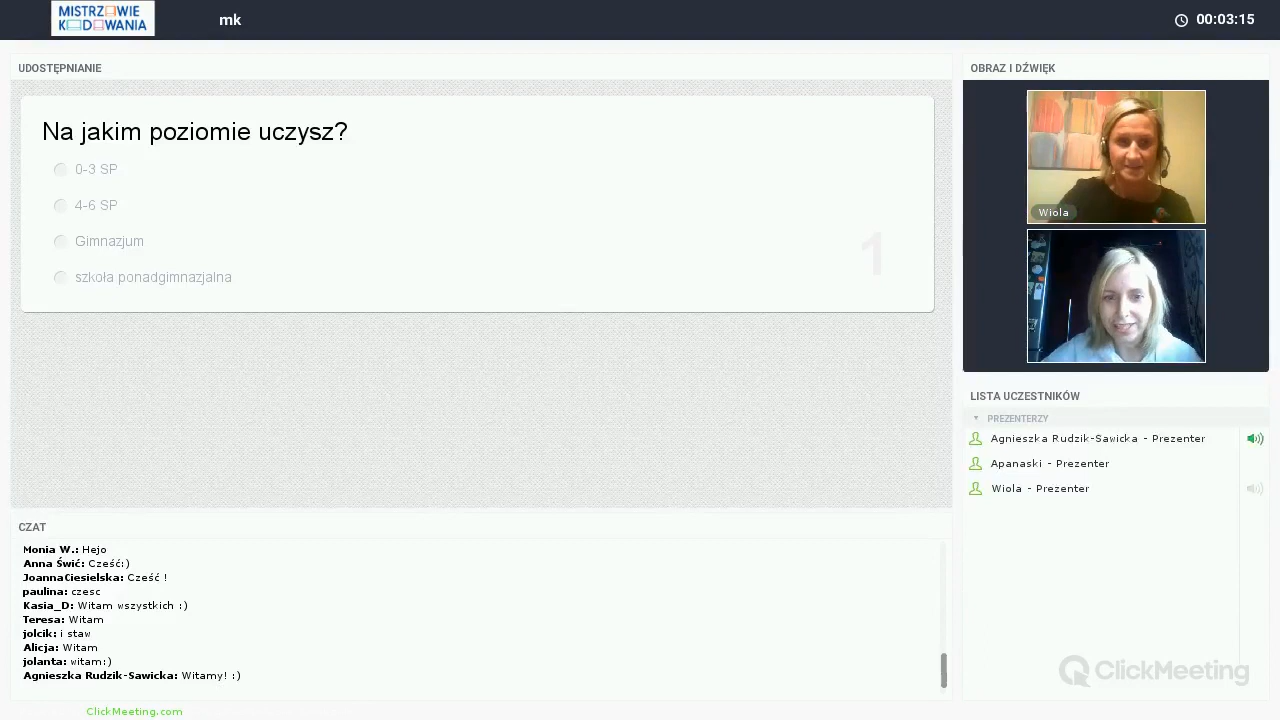 MISTRZOWIE
KODOWANIA
mk
00:03:15
UDOSTĘPNIANIE
Na jakim poziomie uczysz?
0-3 SP
4-6 SP
Gimnazjum
szkoła ponadgimnazjalna
1
OBRAZ I DŹWIĘK
Wiola
LISTA UCZESTNIKÓW
PREZENTERZY
Agnieszka Rudzik-Sawicka - Prezenter
Apanaski - Prezenter
Wiola - Prezenter
CZAT
Monia W.: Hejo
Anna Świć: Cześć:)
JoannaCiesielska: Cześć !
paulina: czesc
Kasia_D: Witam wszystkich :)
Teresa: Witam
jolcik: i staw
Alicja: Witam
jolanta: witam:)
Agnieszka Rudzik-Sawicka: Witamy! :)
ClickMeeting
ClickMeeting.com